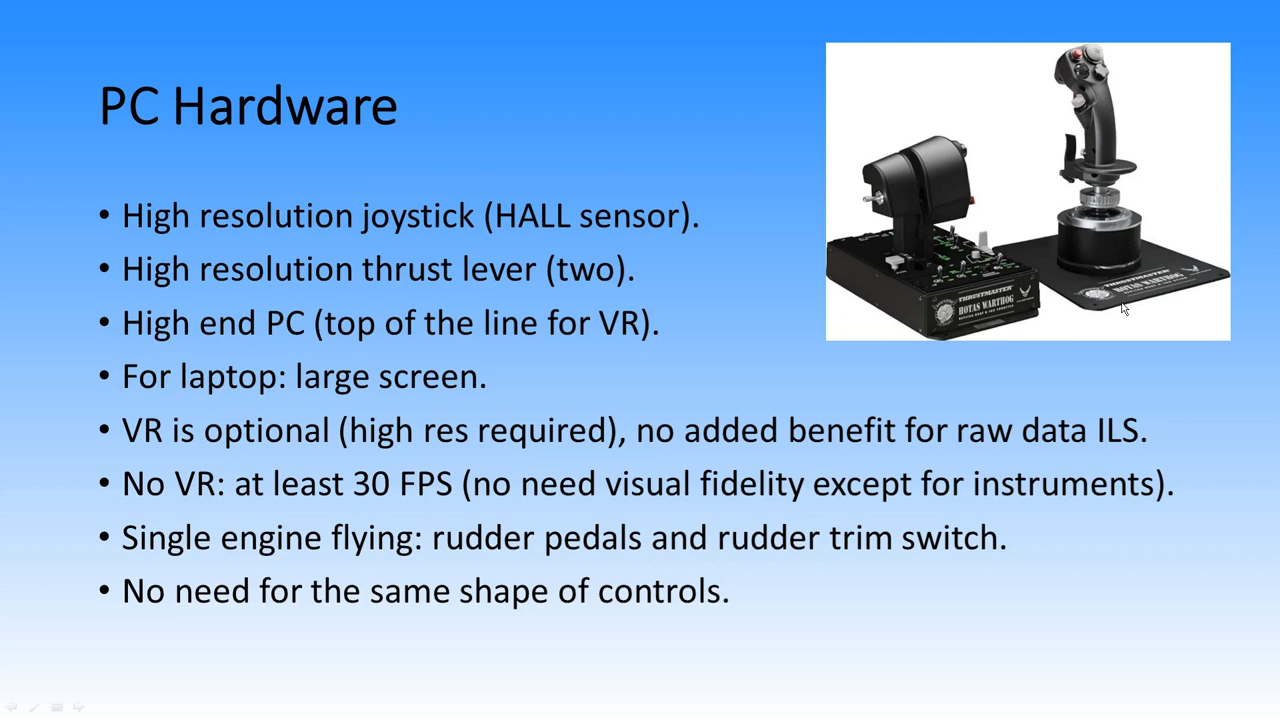 PC Hardware
• High resolution joystick (HALL sensor).
• High resolution thrust lever (two).
• High end PC (top of the line for VR).
• For laptop: large screen.
• VR is optional (high res required), no added benefit for raw data ILS.
• No VR: at least 30 FPS (no need visual fidelity except for instruments).
• Single engine flying: rudder pedals and rudder trim switch.
• No need for the same shape of controls.
THRUSTMASTER
HOTAS WARTHOG
THRUSTMASTER
HOTAS WARTHOG